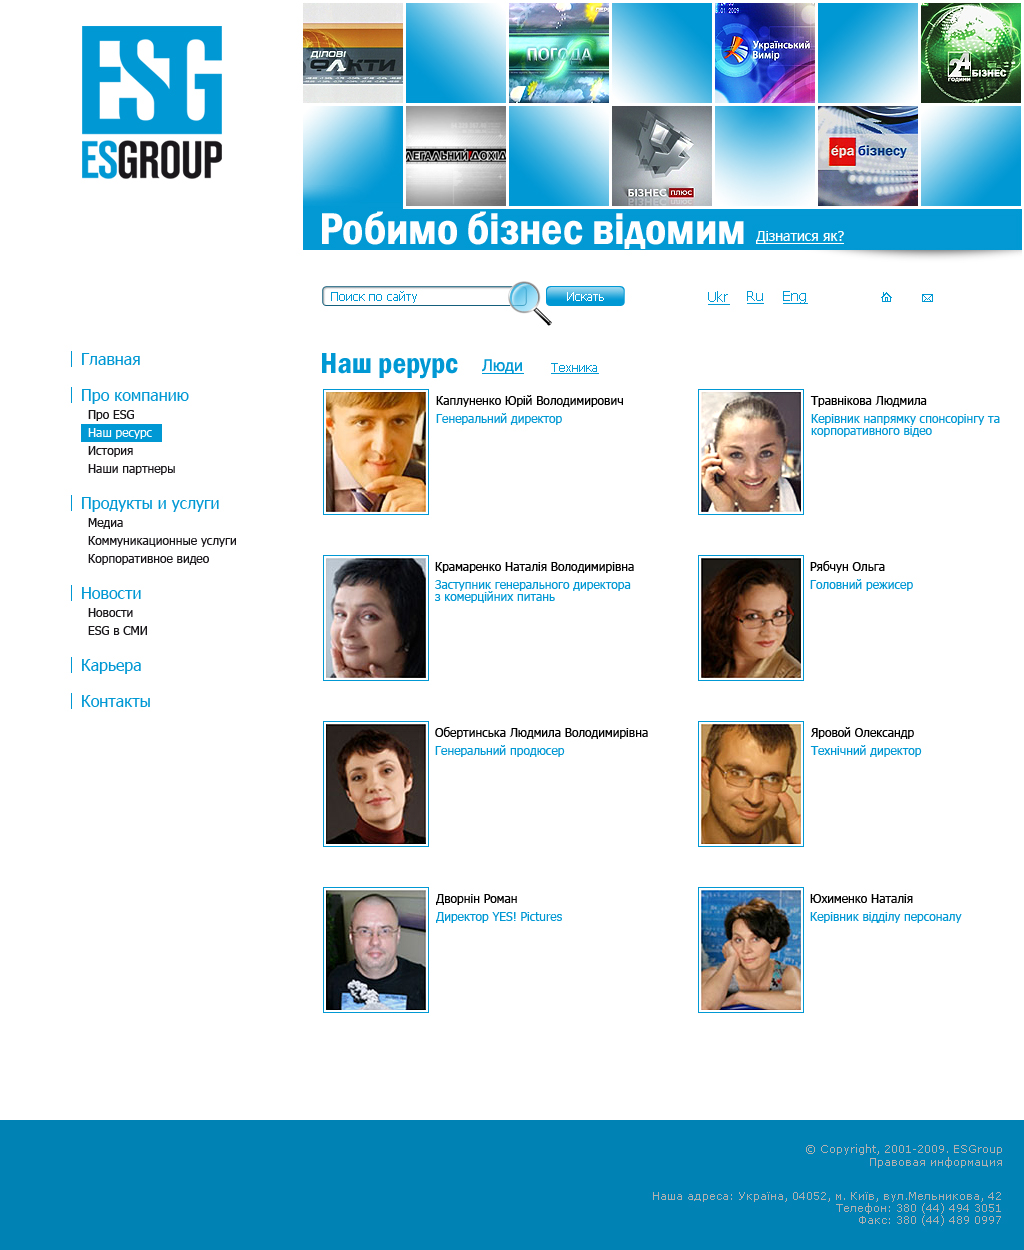 ESGROUP
ДІЛОВІ
ФАКТИ
ПОГОДА
Український
Вимір
24
ГОДИНИ
БІЗНЕС
ЛЕГАЛЬНИЙ ДОХІД
БІЗНЕС ПЛЮС
éра бізнесу
Робимо бізнес відомим
Дізнатися як?
Поиск по сайту
Искать
Ukr
Ru
Eng
Главная
Про компанию
Про ESG
Наш ресурс
История
Наши партнеры
Продукты и услуги
Медиа
Коммуникационные услуги
Корпоративное видео
Новости
Новости
ESG в СМИ
Карьера
Контакты
Наш рерурс
Люди
Техника
Каплуненко Юрій Володимирович
Генеральний директор
Травнікова Людмила
Керівник напрямку спонсорінгу та
корпоративного відео
Крамаренко Наталія Володимирівна
Заступник генерального директора
з комерційних питань
Рябчун Ольга
Головний режисер
Обертинська Людмила Володимирівна
Генеральний продюсер
Яровой Олександр
Технічний директор
Дворнін Роман
Директор YES! Pictures
Юхименко Наталія
Керівник відділу персоналу
© Copyright, 2001-2009. ESGroup
Правовая информация
Наша адреса: Україна, 04052, м. Київ, вул.Мельникова, 42
Телефон: 380 (44) 494 3051
Факс: 380 (44) 489 0997